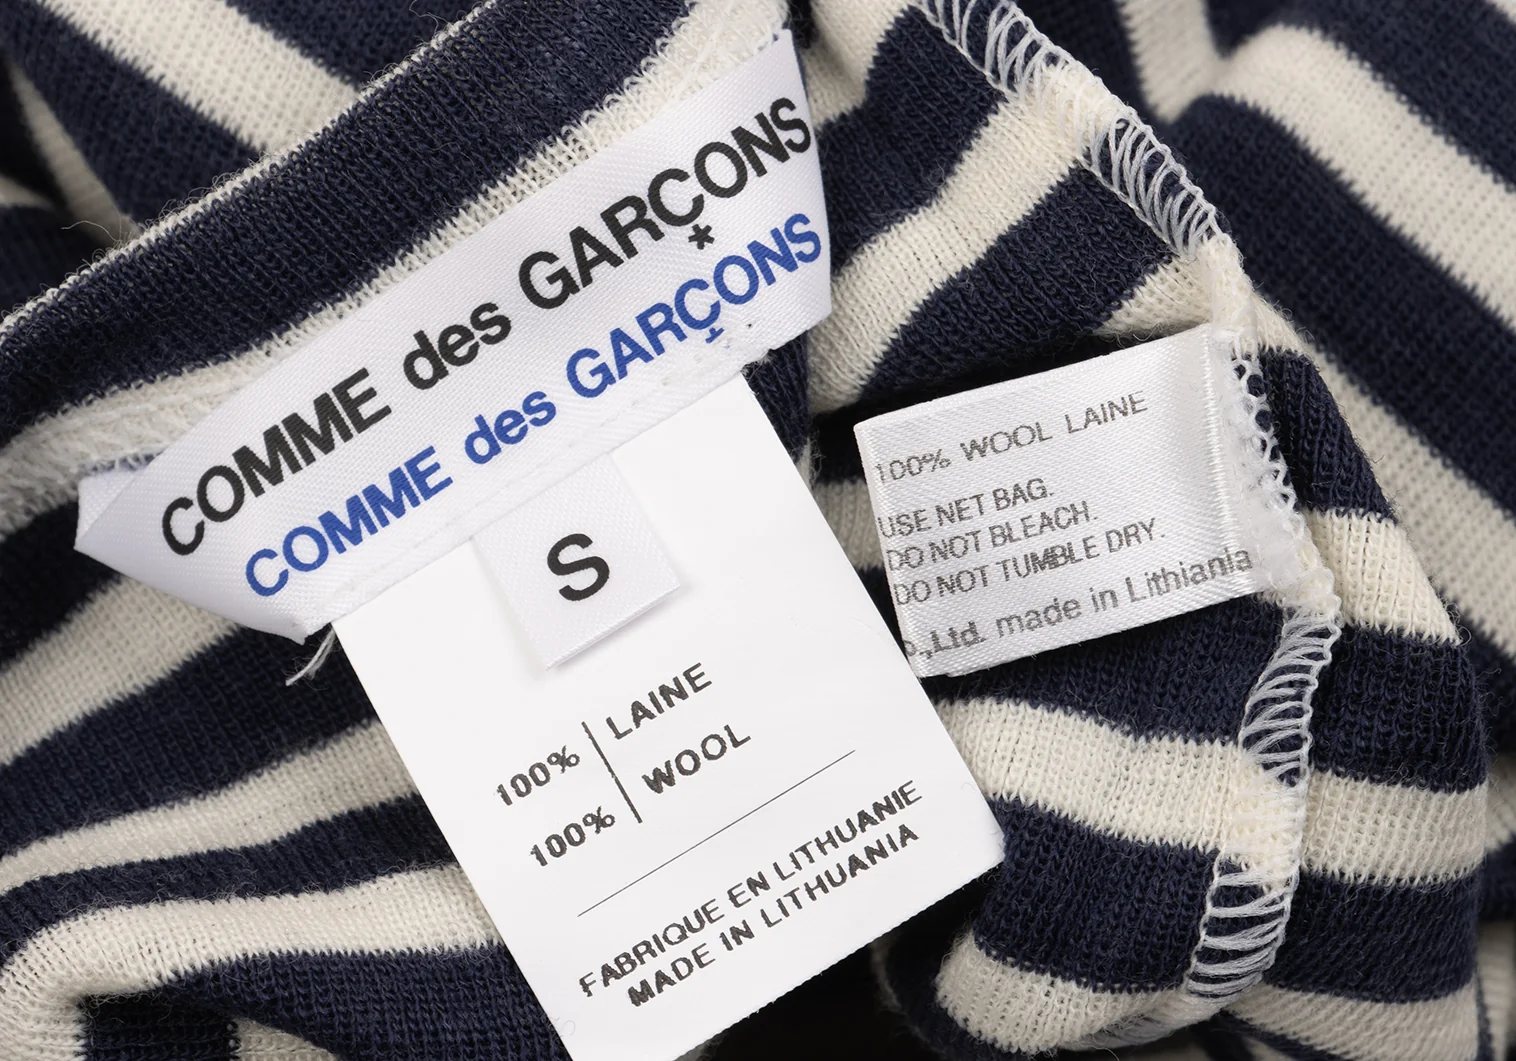 COMME des GARÇONS
*
COMME des GARÇONS
S
100% LAINE
100% WOOL
FABRIQUE EN LITHUANIE
MADE IN LITHUANIA
100% WOOL LAINE
USE NET BAG.
DO NOT BLEACH.
DO NOT TUMBLE DRY.
o.,Ltd. made in Lithiania